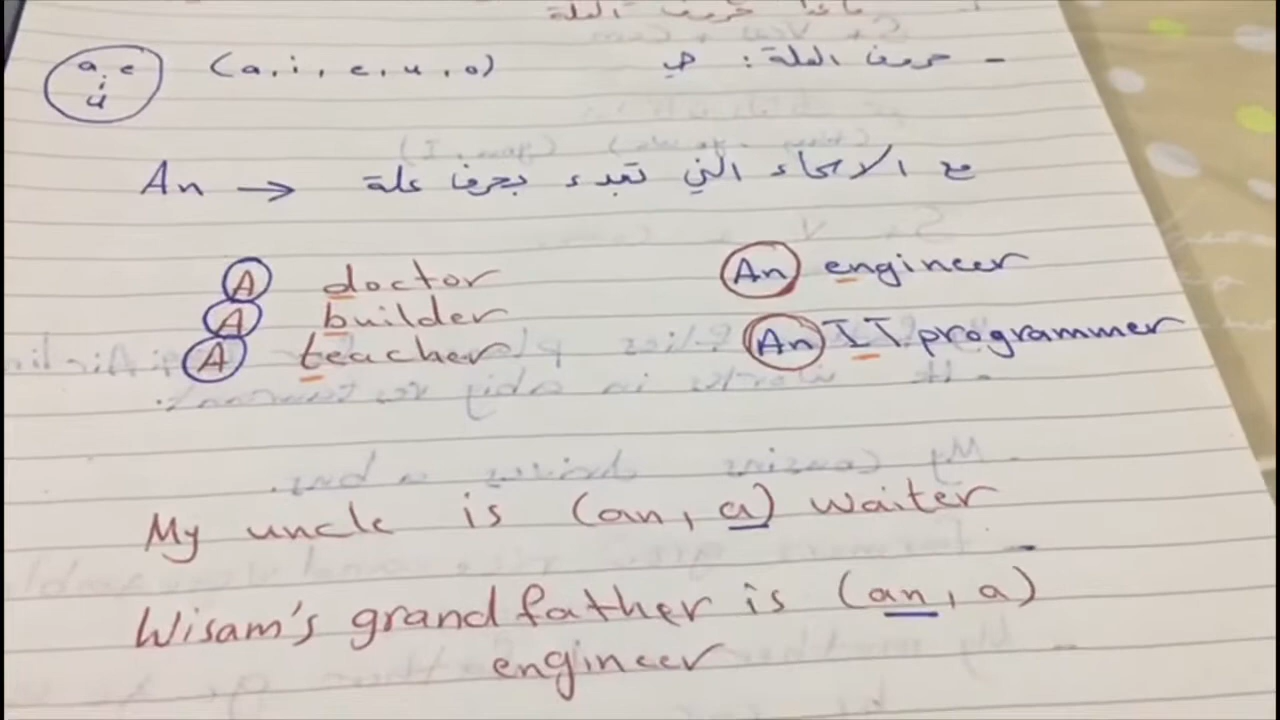 - حروف العلة: هي (a, i, e, u, o)
a, e
i
u
An → مع الاسماء التي تبدء بحرف علة
A doctor
A builder
A teacher
An engineer
An IT programmer
My uncle is (an, a) waiter
Wisam's grandfather is (an, a)
engineer